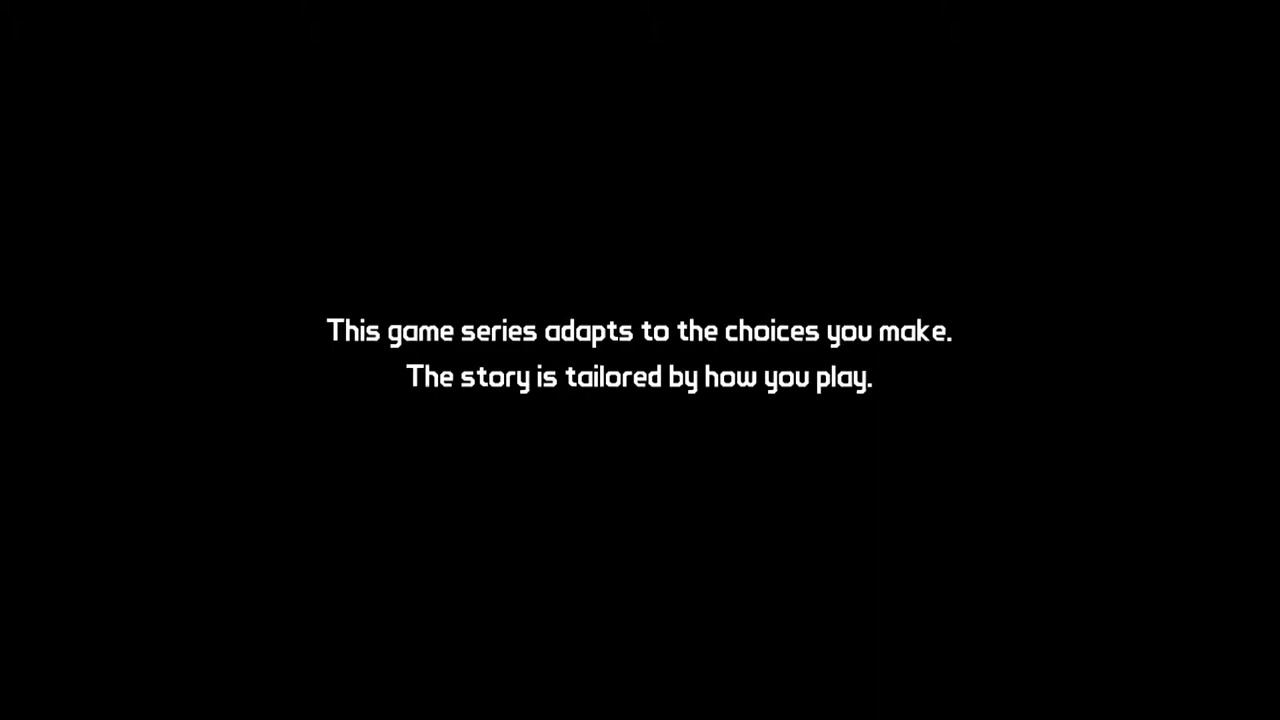 This game series adapts to the choices you make.
The story is tailored by how you play.